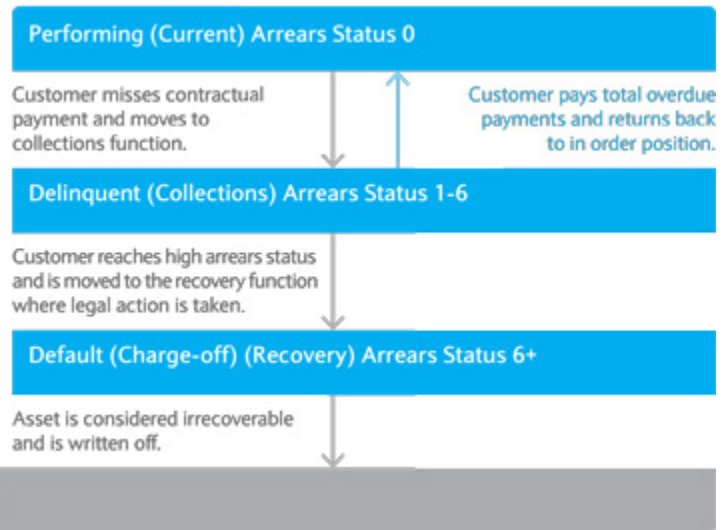 Performing (Current) Arrears Status 0
Customer misses contractual
payment and moves to
collections function.
Customer pays total overdue
payments and returns back
to in order position.
Delinquent (Collections) Arrears Status 1-6
Customer reaches high arrears status
and is moved to the recovery function
where legal action is taken.
Default (Charge-off) (Recovery) Arrears Status 6+
Asset is considered irrecoverable
and is written off.